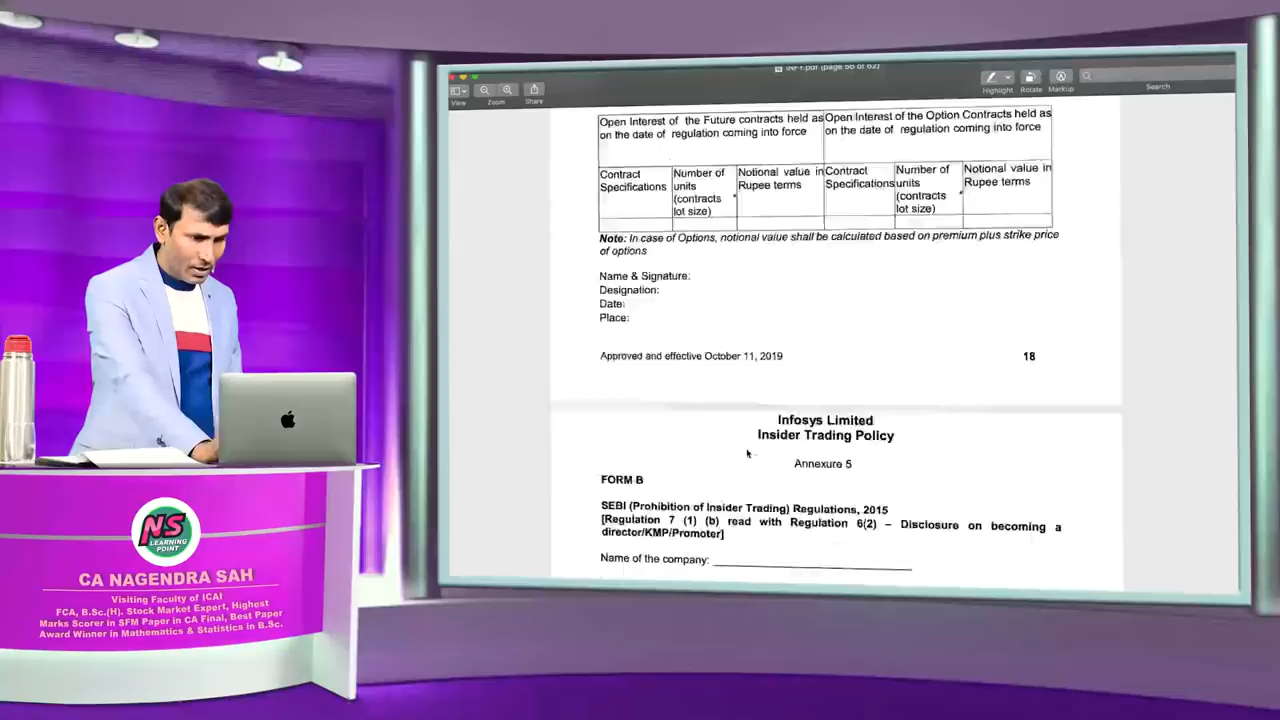 INFY.pdf (page 56 of 62)
View
Zoom
Share
Highlight
Rotate
Markup
Search
Open Interest of the Future contracts held as on the date of regulation coming into force
Open Interest of the Option Contracts held as on the date of regulation coming into force
Contract Specifications
Number of units (contracts * lot size)
Notional value in Rupee terms
Contract Specifications
Number of units (contracts * lot size)
Notional value in Rupee terms
Note: In case of Options, notional value shall be calculated based on premium plus strike price
of options
Name & Signature:
Designation:
Date:
Place:
Approved and effective October 11, 2019 18
Infosys Limited
Insider Trading Policy
Annexure 5
FORM B
SEBI (Prohibition of Insider Trading) Regulations, 2015
[Regulation 7 (1) (b) read with Regulation 6(2) – Disclosure on becoming a
director/KMP/Promoter]
Name of the company:
NS
LEARNING
POINT
CA NAGENDRA SAH
Visiting Faculty of ICAI
FCA, B.Sc.(H). Stock Market Expert, Highest
Marks Scorer in SFM Paper in CA Final, Best Paper
Award Winner in Mathematics & Statistics in B.Sc.